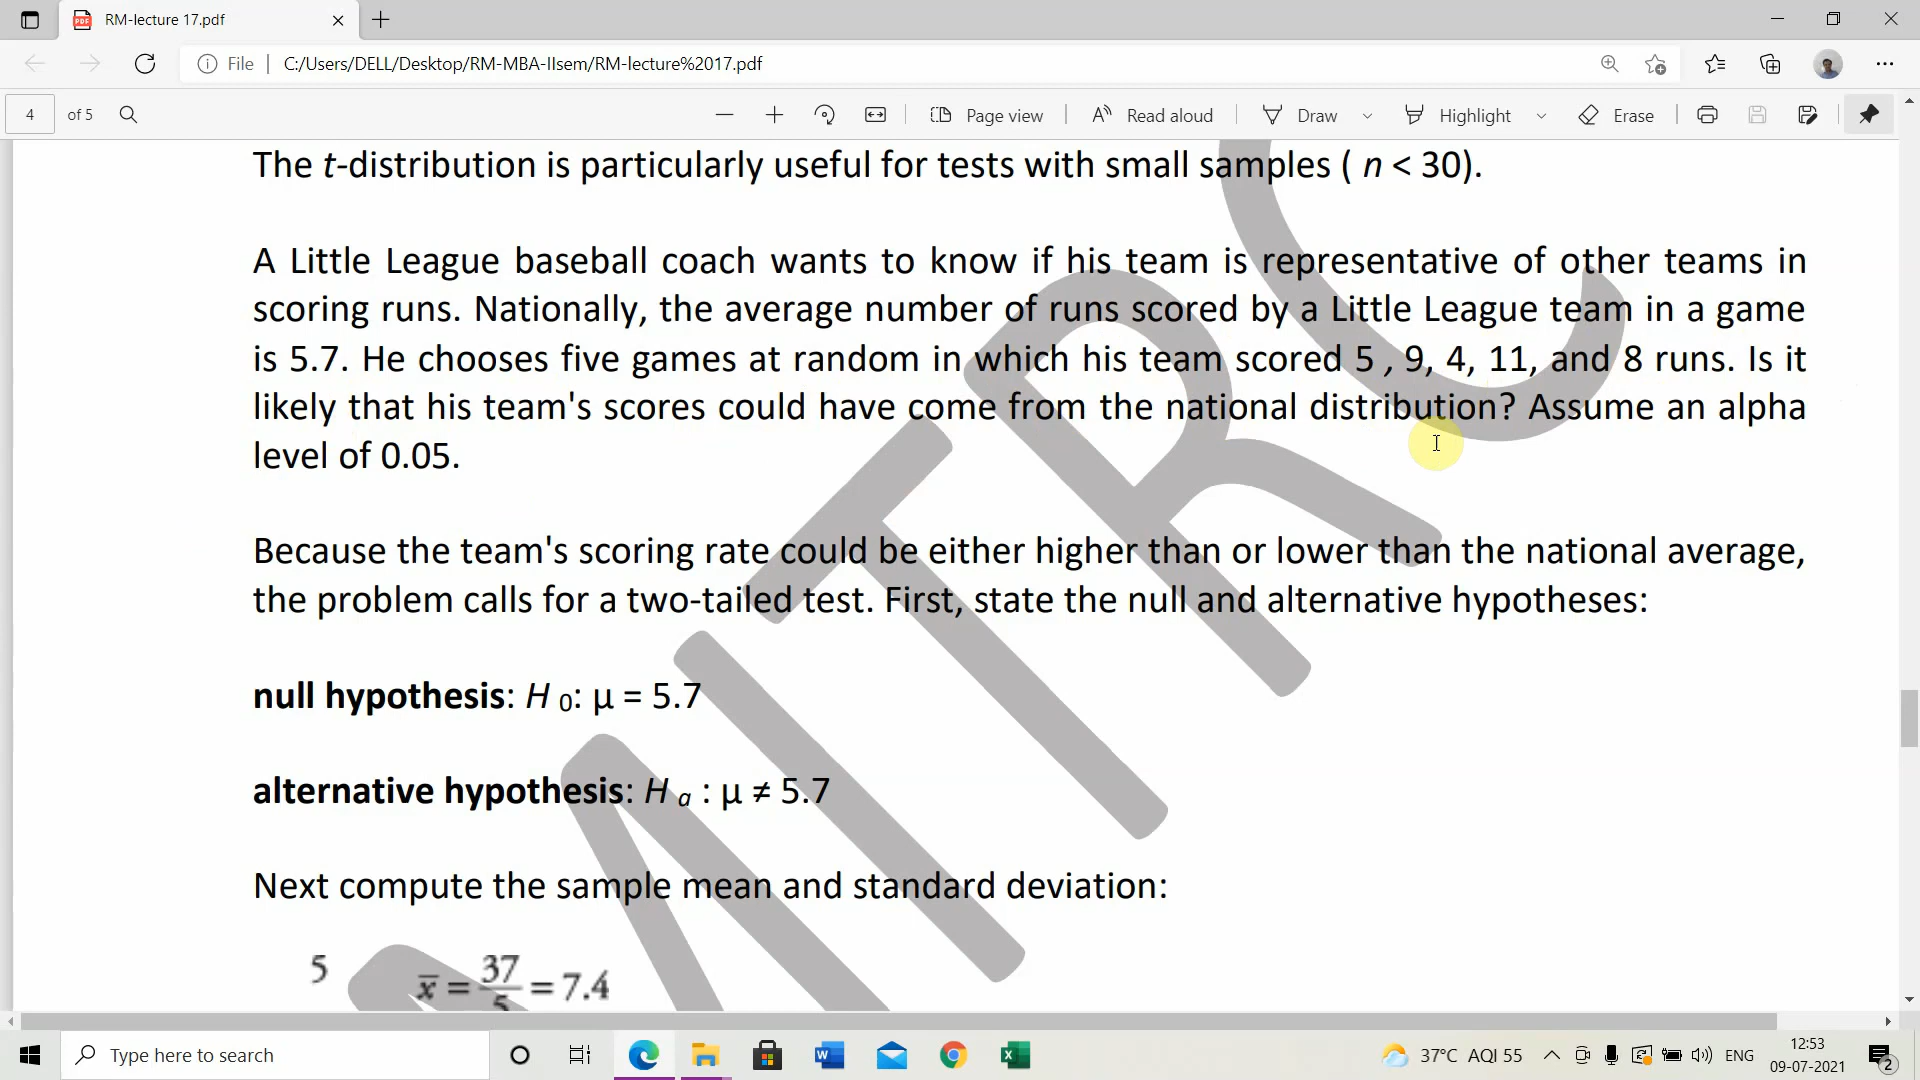 RM-lecture 17.pdf
File
C:/Users/DELL/Desktop/RM-MBA-IIsem/RM-lecture%2017.pdf
4 of 5
Page view
Read aloud
Draw
Highlight
Erase
The t-distribution is particularly useful for tests with small samples ( n < 30).
A Little League baseball coach wants to know if his team is representative of other teams in
scoring runs. Nationally, the average number of runs scored by a Little League team in a game
is 5.7. He chooses five games at random in which his team scored 5 , 9, 4, 11, and 8 runs. Is it
likely that his team's scores could have come from the national distribution? Assume an alpha
level of 0.05.
Because the team's scoring rate could be either higher than or lower than the national average,
the problem calls for a two-tailed test. First, state the null and alternative hypotheses:
null hypothesis: H 0: μ = 5.7
alternative hypothesis: H a : μ ≠ 5.7
Next compute the sample mean and standard deviation:
5
x̅ = 37/5 = 7.4
MITRC
Type here to search
37°C AQI 55
ENG
12:53
09-07-2021
2